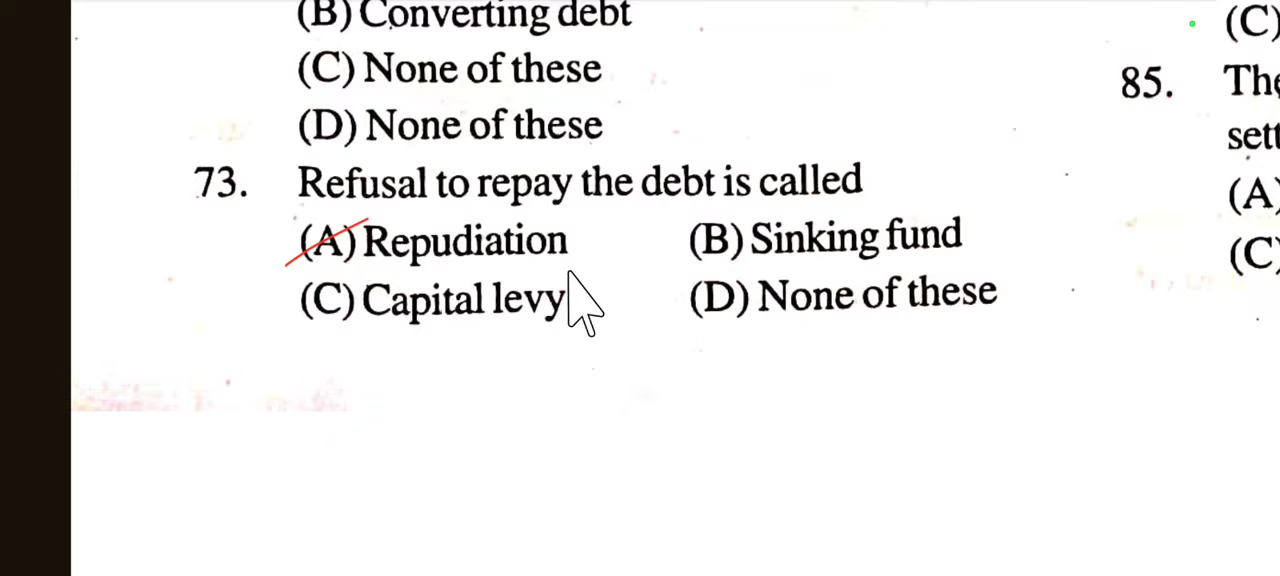 (B) Converting debt
(C) None of these
(D) None of these
73. Refusal to repay the debt is called
(A) Repudiation (B) Sinking fund
(C) Capital levy (D) None of these
(C)
85.
(A)
(C)